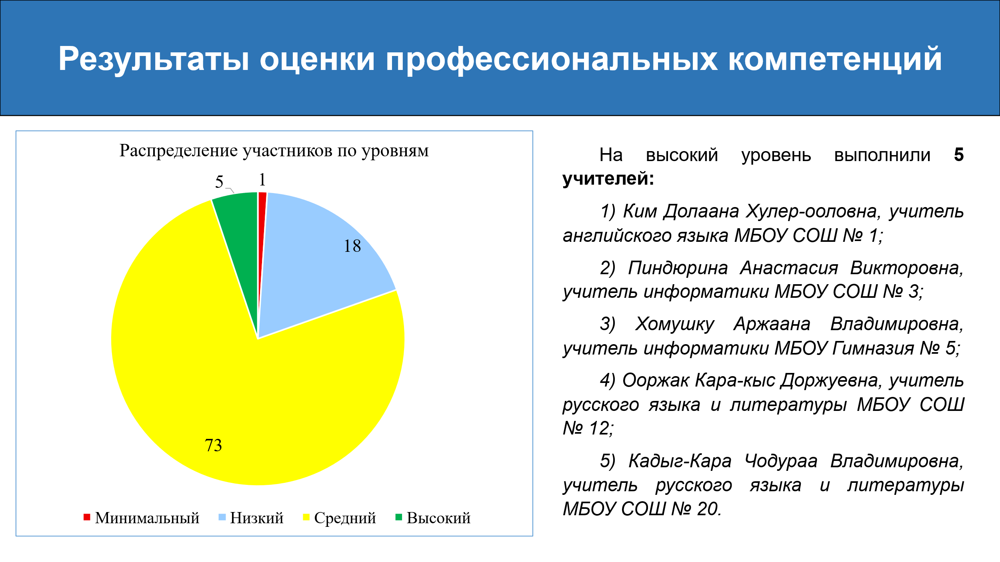 Результаты оценки профессиональных компетенций
Распределение участников по уровням
5
1
18
73
Минимальный
Низкий
Средний
Высокий
На высокий уровень выполнили 5
учителей:
1) Ким Долаана Хулер-ооловна, учитель
английского языка МБОУ СОШ № 1;
2) Пиндюрина Анастасия Викторовна,
учитель информатики МБОУ СОШ № 3;
3) Хомушку Аржаана Владимировна,
учитель информатики МБОУ Гимназия № 5;
4) Ооржак Кара-кыс Доржуевна, учитель
русского языка и литературы МБОУ СОШ
№ 12;
5) Кадыг-Кара Чодураа Владимировна,
учитель русского языка и литературы
МБОУ СОШ № 20.